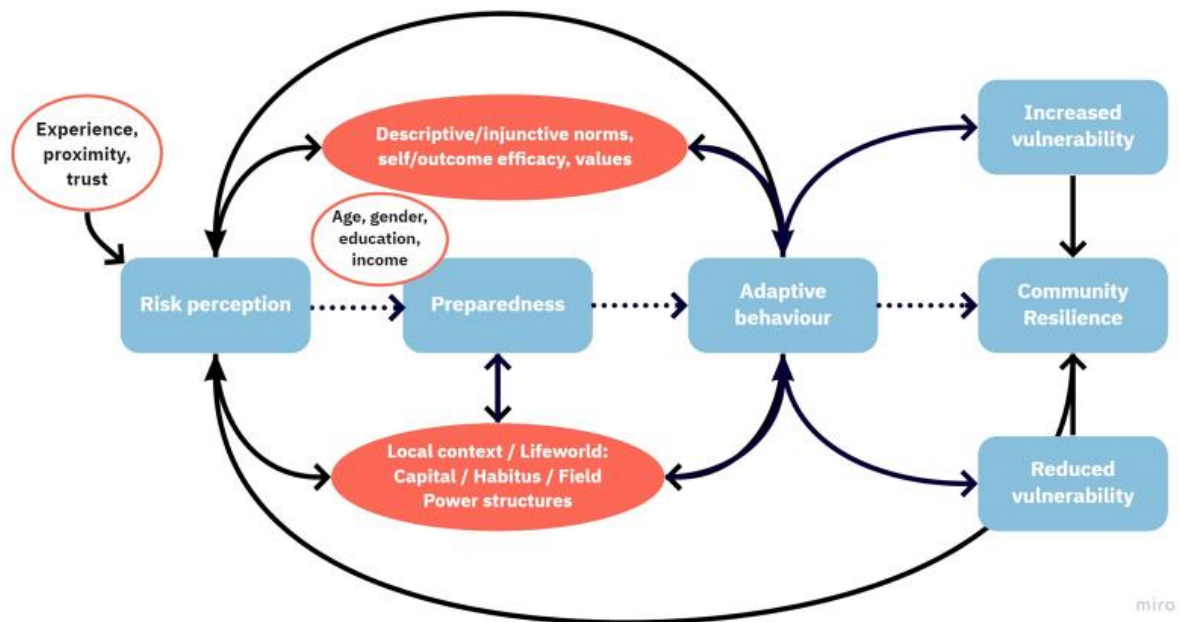 Experience,
proximity,
trust
Descriptive/injunctive norms,
self/outcome efficacy, values
Age, gender,
education,
income
Increased
vulnerability
Risk perception
Preparedness
Adaptive
behaviour
Community
Resilience
Local context / Lifeworld:
Capital / Habitus / Field
Power structures
Reduced
vulnerability
miro